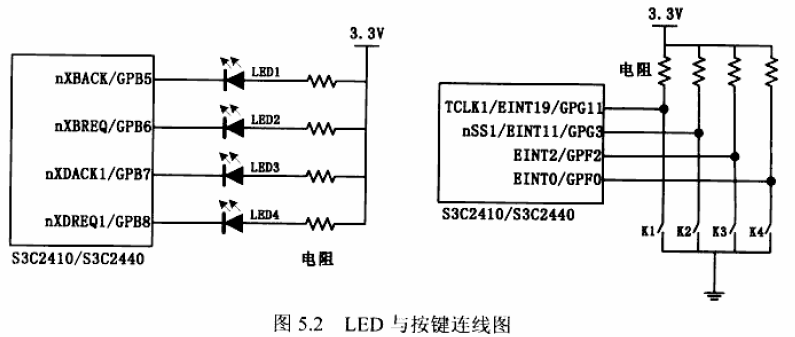 3.3V
nXBACK/GPB5
LED1
nXBREQ/GPB6
LED2
nXDACK1/GPB7
LED3
nXDREQ1/GPB8
LED4
S3C2410/S3C2440
电阻
3.3V
电阻
TCLK1/EINT19/GPG11
nSS1/EINT11/GPG3
EINT2/GPF2
EINT0/GPF0
K1
K2
K3
K4
S3C2410/S3C2440
图 5.2 LED 与按键连线图